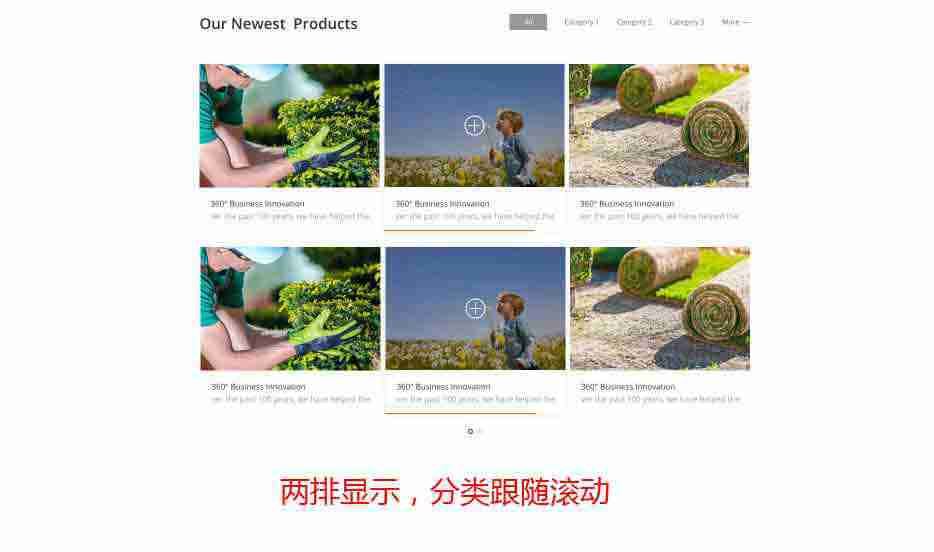 Our Newest Products
All Category 1 Category 2 Category 3 More
360° Business Innovation
ver the past 100 years, we have helped the
360° Business Innovation
ver the past 100 years, we have helped the
360° Business Innovation
ver the past 100 years, we have helped the
360° Business Innovation
ver the past 100 years, we have helped the
360° Business Innovation
ver the past 100 years, we have helped the
360° Business Innovation
ver the past 100 years, we have helped the
两排显示，分类跟随滚动